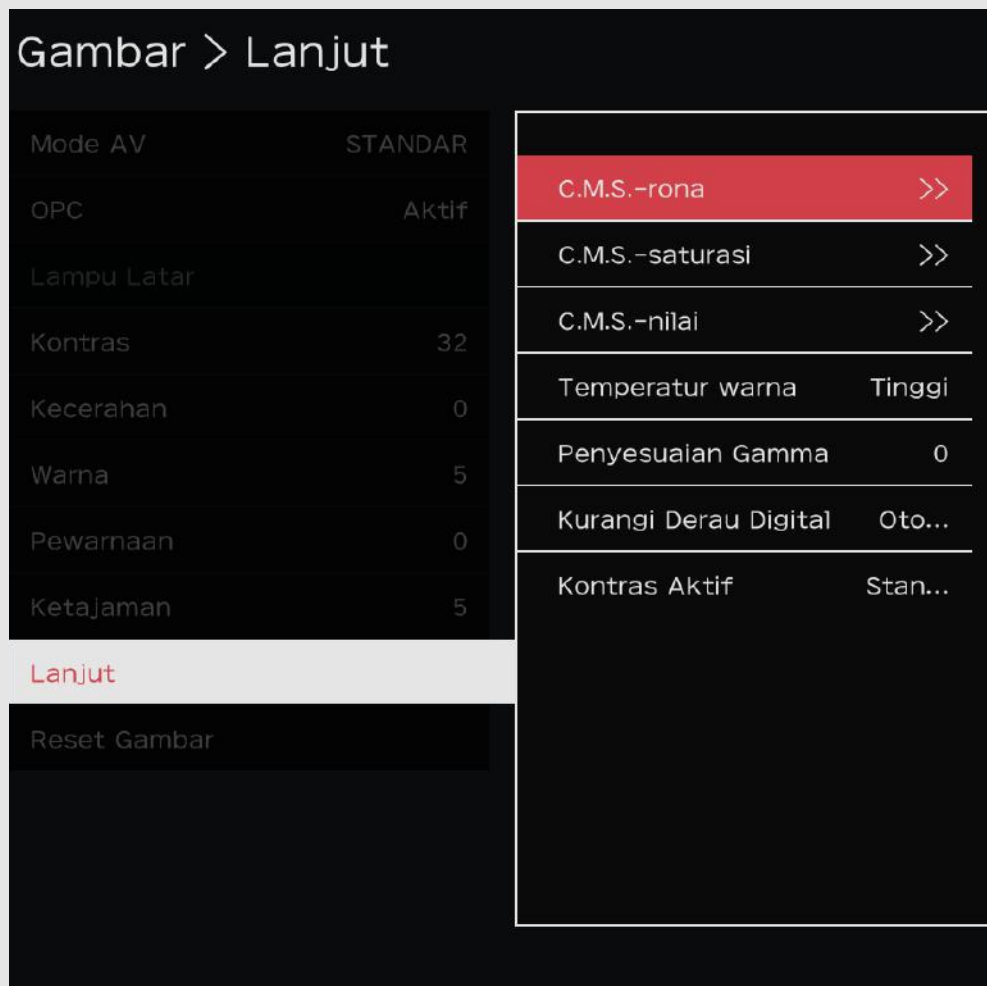 Gambar > Lanjut
Mode AV STANDAR
OPC Aktif
Lampu Latar
Kontras 32
Kecerahan 0
Warna 5
Pewarnaan 0
Ketajaman 5
Lanjut
Reset Gambar
C.M.S.-rona >>
C.M.S.-saturasi >>
C.M.S.-nilai >>
Temperatur warna Tinggi
Penyesuaian Gamma 0
Kurangi Derau Digital Oto...
Kontras Aktif Stan...